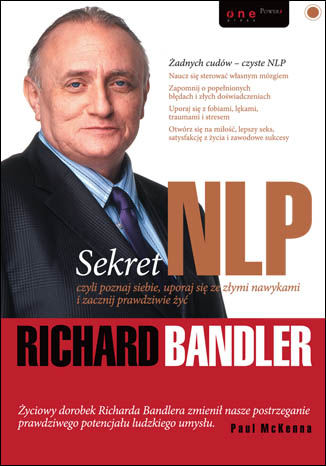 one Power
PRESS
Żadnych cudów – czyste NLP
Naucz się sterować własnym mózgiem
Zapomnij o popełnionych
błędach i złych doświadczeniach
Uporaj się z fobiami, lękami,
traumami i stresem
Otwórz się na miłość, lepszy seks,
satysfakcję z życia i zawodowe sukcesy
Sekret NLP
czyli poznaj siebie, uporaj się ze złymi nawykami
i zacznij prawdziwie żyć
RICHARD BANDLER
Życiowy dorobek Richarda Bandlera zmienił nasze postrzeganie
prawdziwego potencjału ludzkiego umysłu.
Paul McKenna